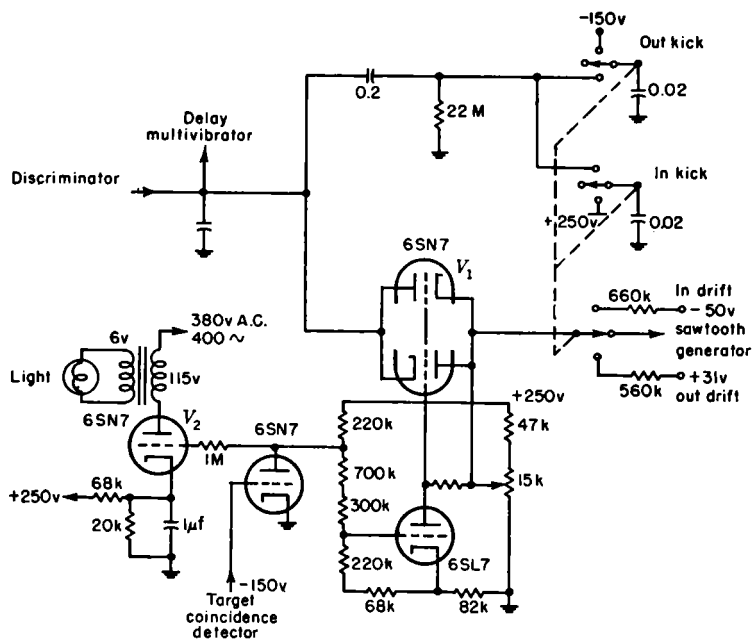 -150v
Out kick
0.02
0.2
22 M
Delay
multivibrator
Discriminator
In kick
+250v
0.02
6SN7
V₁
In drift
660k
-50v
sawtooth
generator
+31v
560k
out drift
380v A.C.
400 ~
6v
Light
115v
6SN7
V₂
6SN7
1M
+250v
220k
47k
700k
15k
300k
68k
+250v
20k
1μf
220k
6SL7
68k
82k
-150v
Target
coincidence
detector